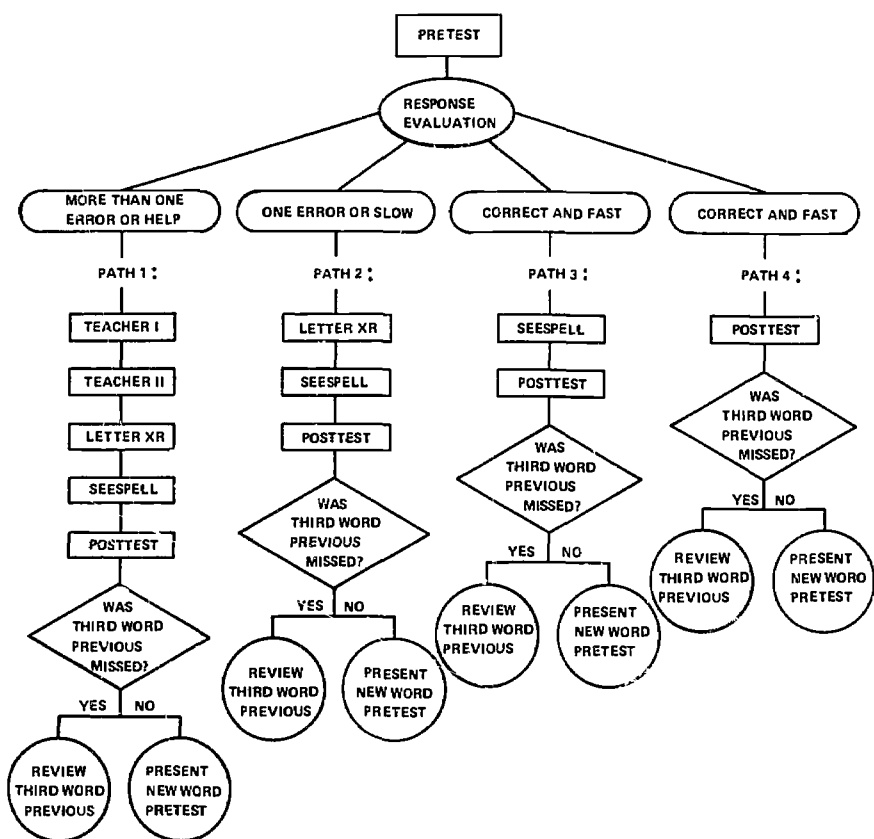 PRETEST
RESPONSE
EVALUATION
MORE THAN ONE
ERROR OR HELP
PATH 1:
TEACHER I
TEACHER II
LETTER XR
SEESPELL
POSTTEST
WAS
THIRD WORD
PREVIOUS
MISSED?
YES NO
REVIEW
THIRD WORD
PREVIOUS
PRESENT
NEW WORD
PRETEST
ONE ERROR OR SLOW
PATH 2:
LETTER XR
SEESPELL
POSTTEST
WAS
THIRD WORD
PREVIOUS
MISSED?
YES NO
REVIEW
THIRD WORD
PREVIOUS
PRESENT
NEW WORD
PRETEST
CORRECT AND FAST
PATH 3:
SEESPELL
POSTTEST
WAS
THIRD WORD
PREVIOUS
MISSED?
YES NO
REVIEW
THIRD WORD
PREVIOUS
PRESENT
NEW WORD
PRETEST
CORRECT AND FAST
PATH 4:
POSTTEST
WAS
THIRD WORD
PREVIOUS
MISSED?
YES NO
REVIEW
THIRD WORD
PREVIOUS
PRESENT
NEW WORO
PRETEST